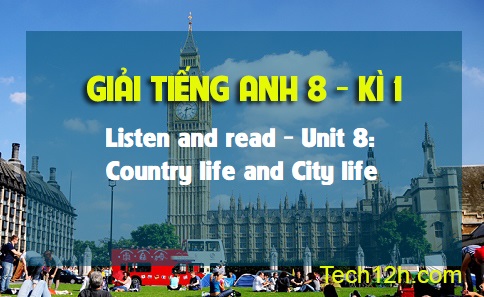 GIẢI TIẾNG ANH 8 - KÌ 1
Listen and read - Unit 8:
Country life and City life
Tech12h.com